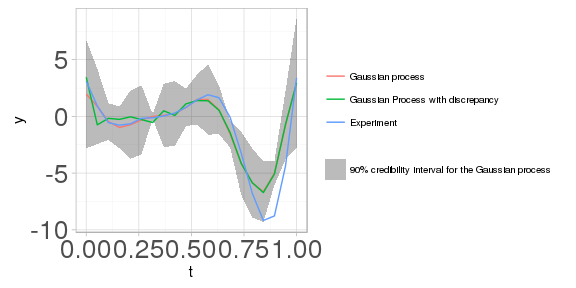 5
0
-5
-10
y
0.000.250.500.751.00
t
Gaussian process
Gaussian Process with discrepancy
Experiment
90% credibility interval for the Gaussian process